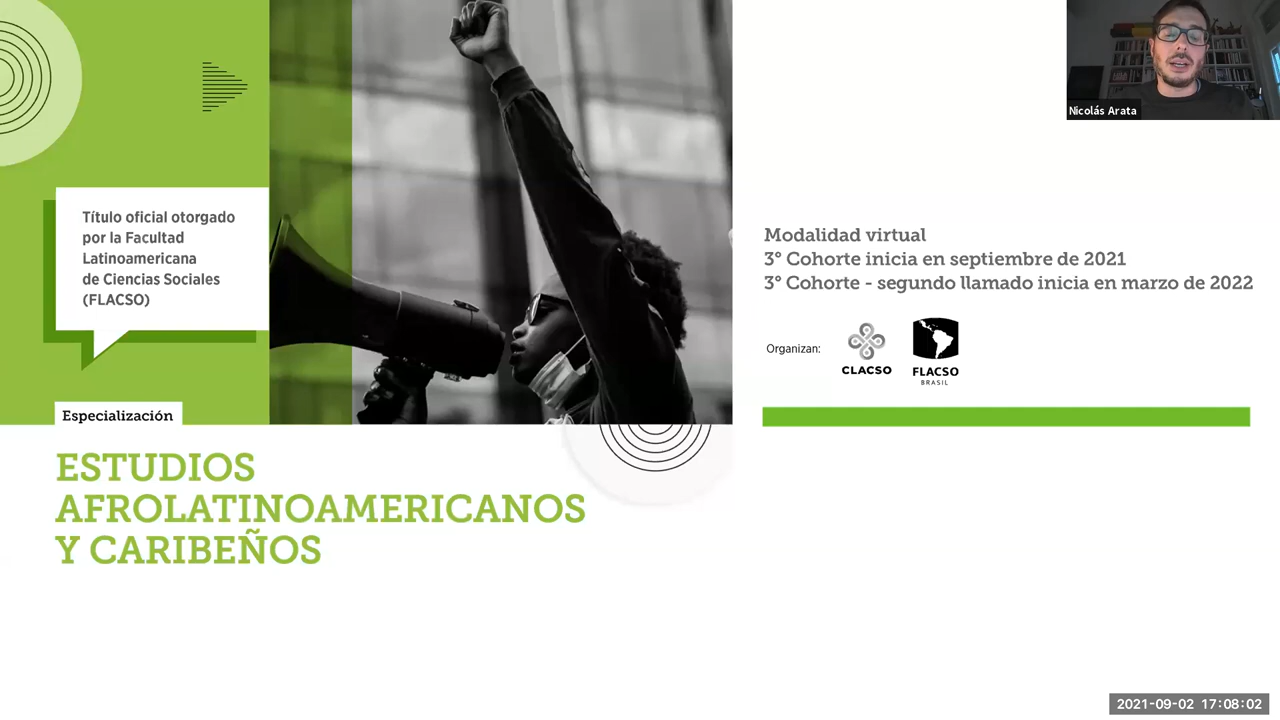 Título oficial otorgado
por la Facultad
Latinoamericana
de Ciencias Sociales
(FLACSO)
Especialización
ESTUDIOS
AFROLATINOAMERICANOS
Y CARIBEÑOS
Nicolás Arata
Modalidad virtual
3° Cohorte inicia en septiembre de 2021
3° Cohorte - segundo llamado inicia en marzo de 2022
Organizan:
CLACSO
FLACSO
BRASIL
2021-09-02 17:08:02